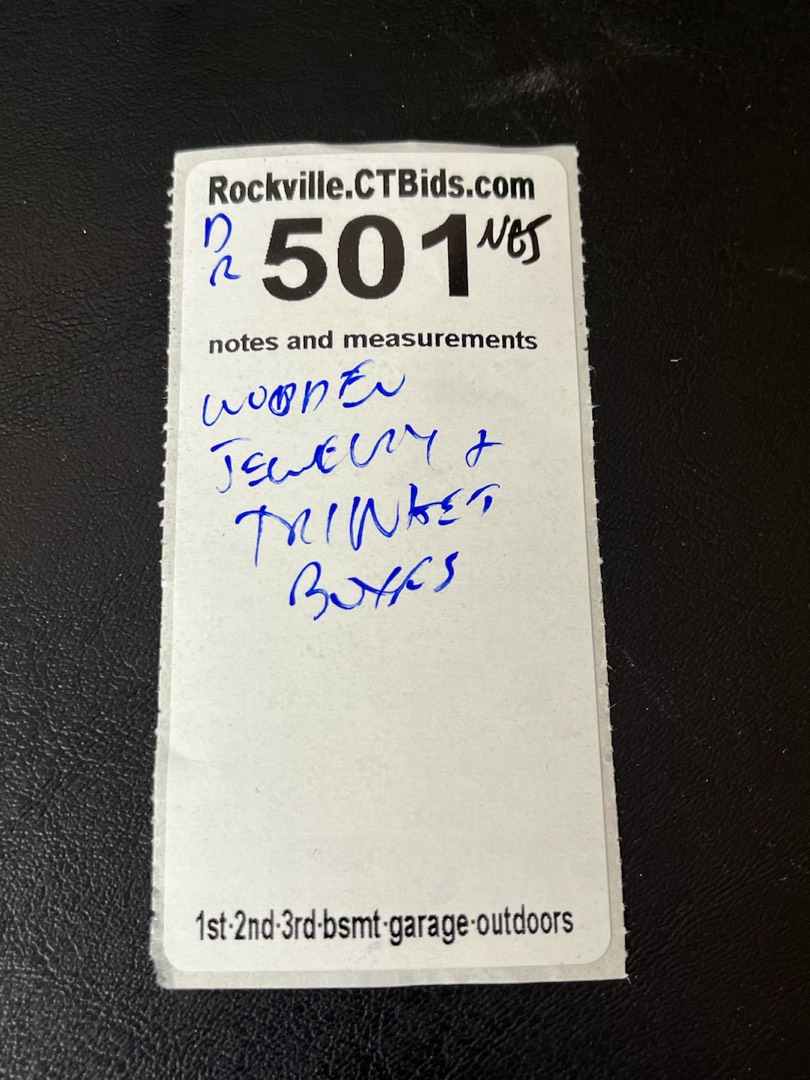 Rockville.CTBids.com
D
R
501
notes and measurements
WOODEN
JEWELRY &
TRINKET
BOXES
1st·2nd·3rd·bsmt·garage·outdoors